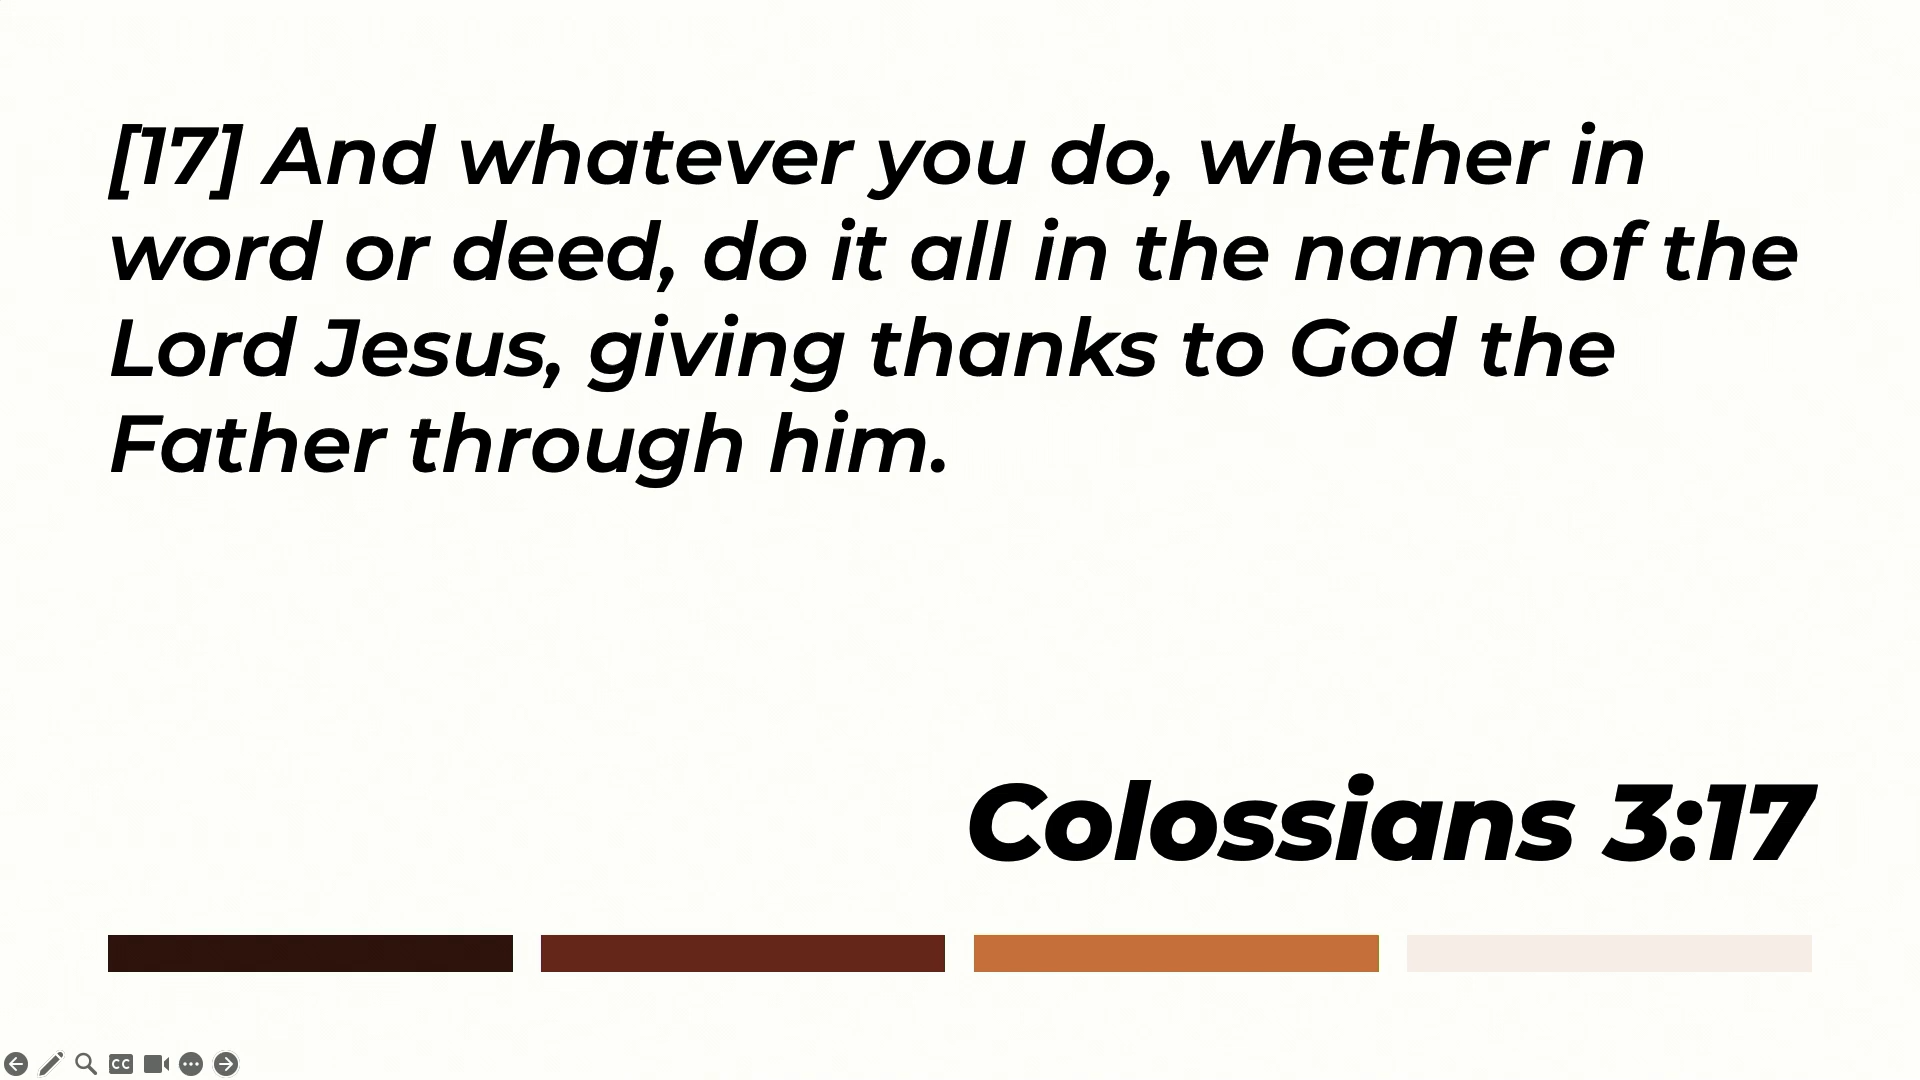 [17] And whatever you do, whether in
word or deed, do it all in the name of the
Lord Jesus, giving thanks to God the
Father through him.
Colossians 3:17
CC